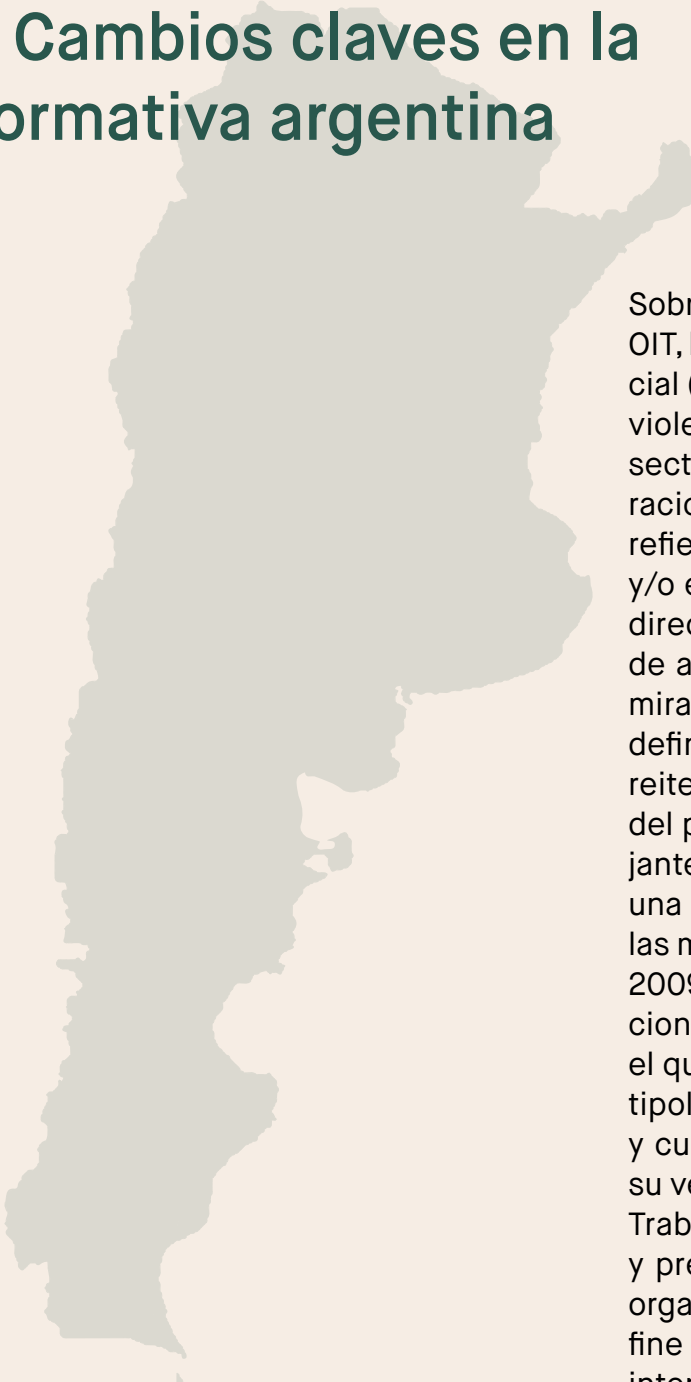 Cambios claves en la
ormativa argentina
Sobr
OIT,
cial
viole
sect
racio
refie
y/o e
direc
de a
mira
defin
reite
del p
jante
una
las m
2009
cion
el qu
tipol
y cu
su ve
Trab
y pre
orga
fine